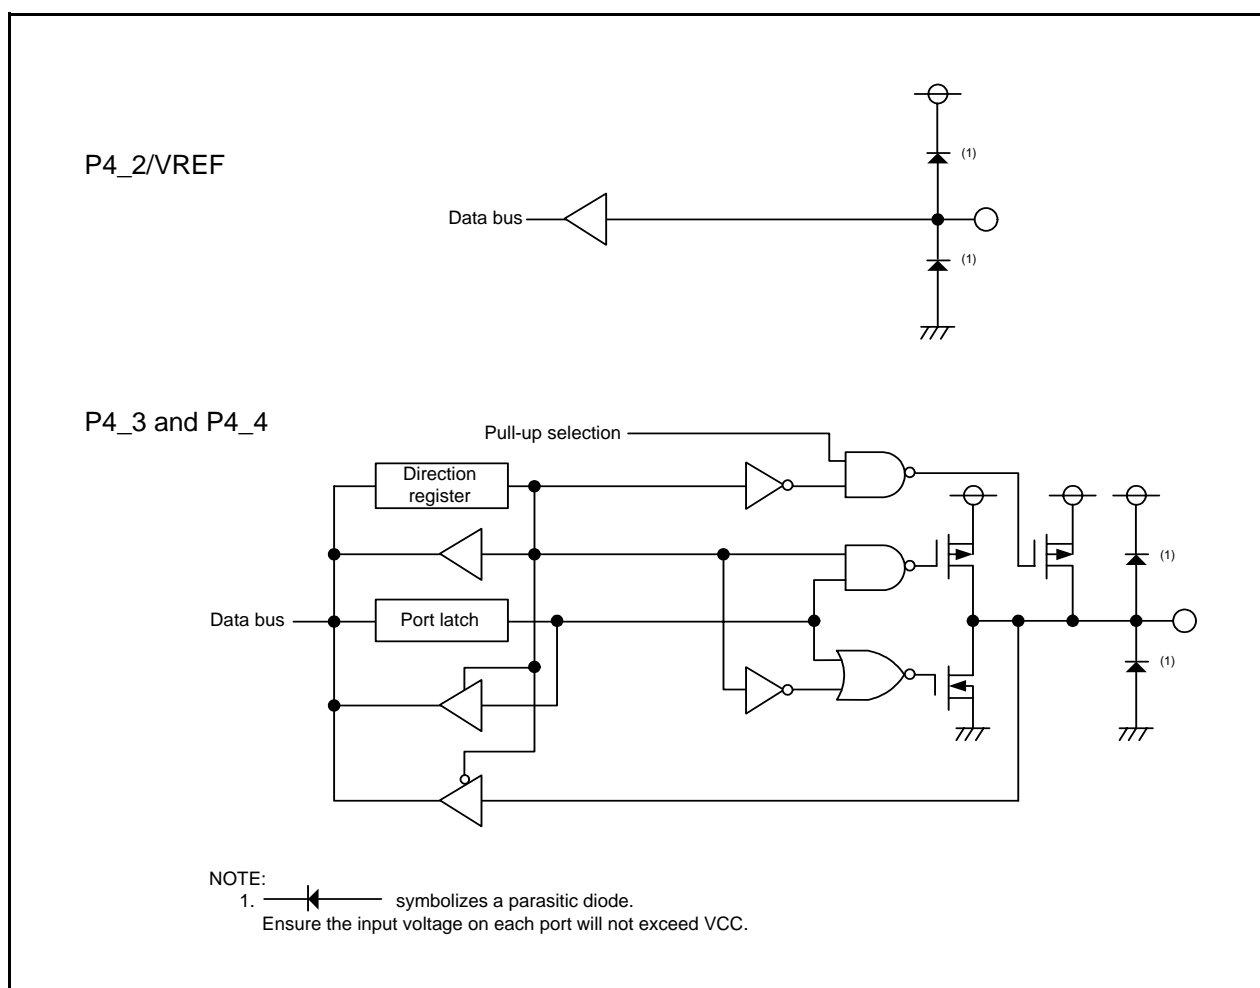 P4_2/VREF
(1)
Data bus
(1)
P4_3 and P4_4
Pull-up selection
Direction
register
(1)
Data bus
Port latch
(1)
NOTE:
1. symbolizes a parasitic diode.
Ensure the input voltage on each port will not exceed VCC.